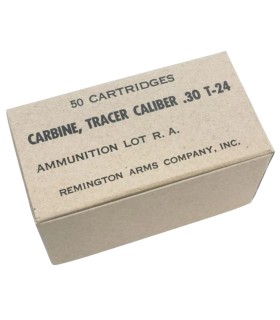 50 CARTRIDGES
CARBINE, TRACER CALIBER .30 T-24
AMMUNITION LOT R. A.
REMINGTON ARMS COMPANY, INC.